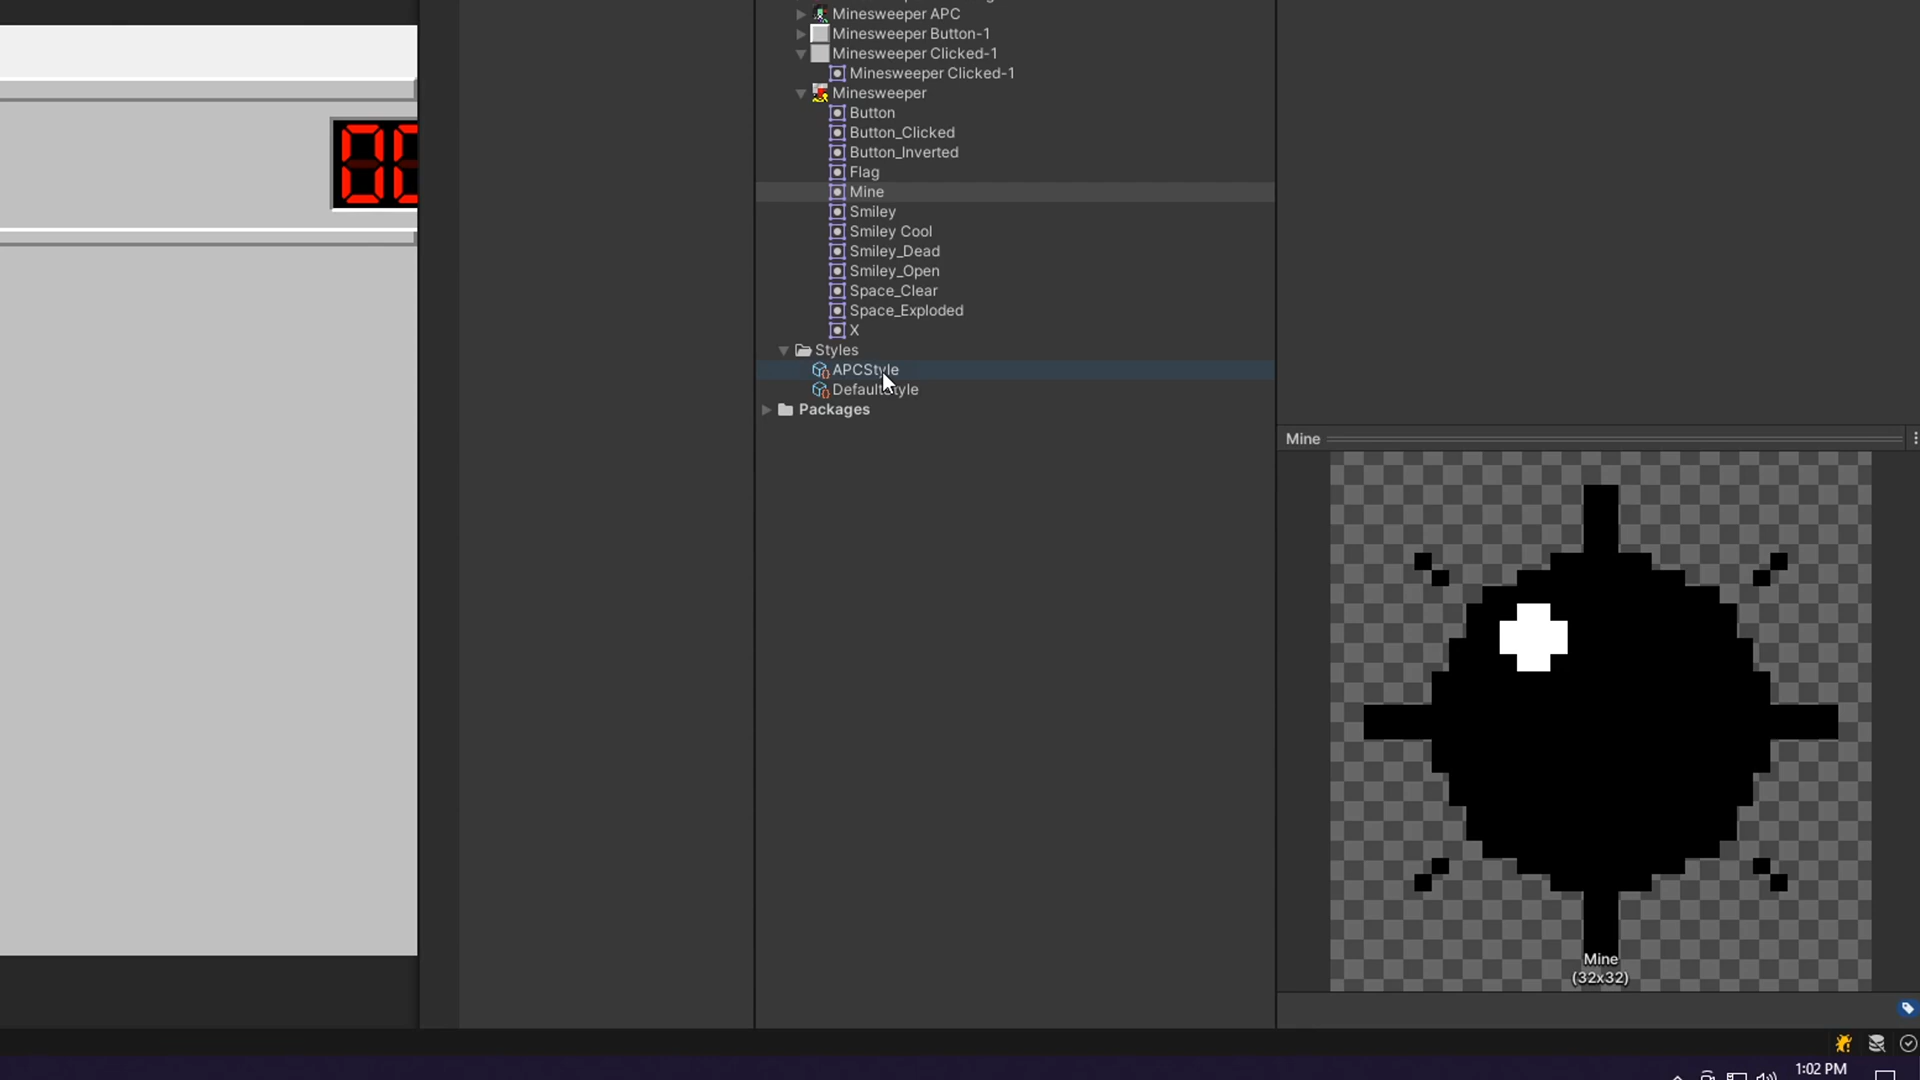 Minesweeper APC
Minesweeper Button-1
Minesweeper Clicked-1
Minesweeper Clicked-1
Minesweeper
Button
Button_Clicked
Button_Inverted
Flag
Mine
Smiley
Smiley Cool
Smiley_Dead
Smiley_Open
Space_Clear
Space_Exploded
X
Styles
APCStyle
DefaultStyle
Packages
Mine
Mine
(32x32)
1:02 PM